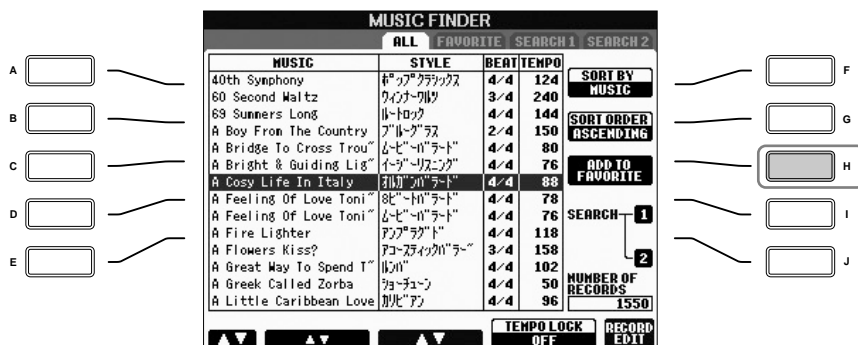 MUSIC FINDER
ALL FAVORITE SEARCH 1 SEARCH 2
MUSIC STYLE BEAT TEMPO
40th Symphony ポップクラシックス 4/4 124
60 Second Waltz ウィンナーワルツ 3/4 240
69 Summers Long ルートロック 4/4 144
A Boy From The Country ブルーグラス 2/4 150
A Bridge To Cross Trou~ ムービーバラード 4/4 80
A Bright & Guiding Lig~ イージーリスニング 4/4 76
A Cosy Life In Italy オルガンバラード 4/4 88
A Feeling Of Love Toni~ 8ビートバラード 4/4 78
A Feeling Of Love Toni~ ムービーバラード 4/4 76
A Fire Lighter アンプラグド 4/4 118
A Flowers Kiss? アコースティックバラー~ 3/4 158
A Great Way To Spend T~ ルンバ 4/4 102
A Greek Called Zorba ショーチューン 4/4 50
A Little Caribbean Love カリビアン 4/4 96
SORT BY
MUSIC
SORT ORDER
ASCENDING
ADD TO
FAVORITE
SEARCH 1
2
NUMBER OF
RECORDS
1550
TEMPO LOCK
OFF
RECORD
EDIT
A
B
C
D
E
F
G
H
I
J